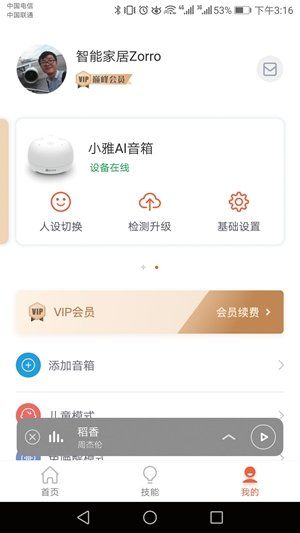 中国电信
中国联通
53% 下午3:16
智能家居Zorro
VIP 巅峰会员
小雅AI音箱
设备在线
人设切换 检测升级 基础设置
VIP VIP会员 会员续费
添加音箱
儿童模式
稻香
周杰伦
首页 技能 我的